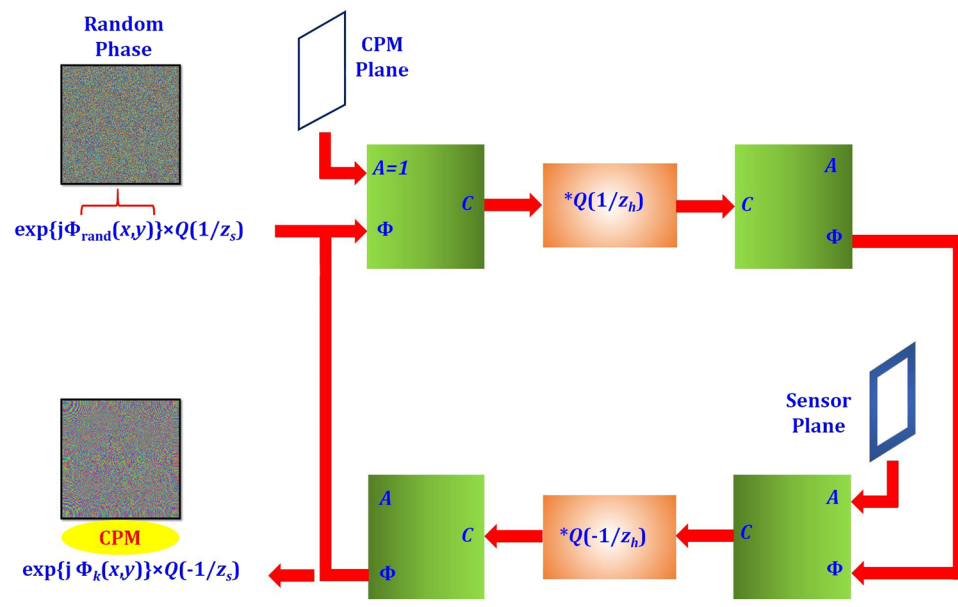 Random
Phase
CPM
Plane
exp{jΦrand(x,y)}×Q(1/zs)
A=1
C
Φ
*Q(1/zh)
A
C
Φ
Sensor
Plane
A
C
Φ
*Q(-1/zh)
A
C
Φ
CPM
exp{j Φk(x,y)}×Q(-1/zs)